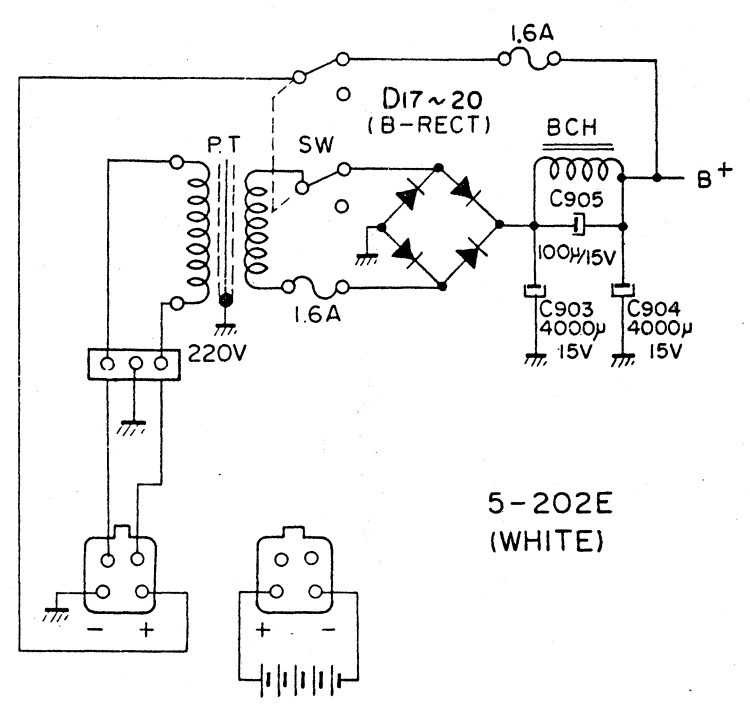 1.6A
D17~20
(B-RECT)
BCH
P.T
SW
B+
C905
100μ/15V
1.6A
C903
4000μ
15V
C904
4000μ
15V
220V
5-202E
(WHITE)
- +
+ -